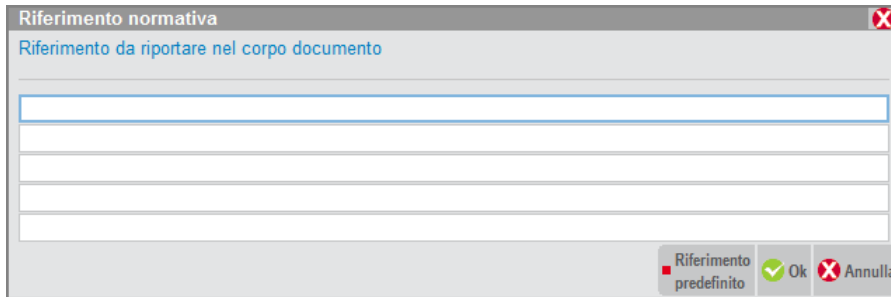 Riferimento normativa
Riferimento da riportare nel corpo documento
Riferimento
predefinito
Ok
Annulla